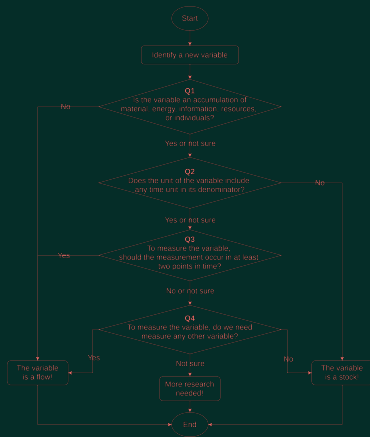 Start
Identify a new variable
Q1
Is the variable an accumulation of
material, energy, information, resources,
or individuals?
No
Yes or not sure
Q2
Does the unit of the variable include
any time unit in its denominator?
No
Yes or not sure
Q3
To measure the variable,
should the measurement occur in at least
two points in time?
Yes
No or not sure
Q4
To measure the variable, do we need
measure any other variable?
Yes
No
Not sure
The variable
is a flow!
More research
needed!
The variable
is a stock!
End